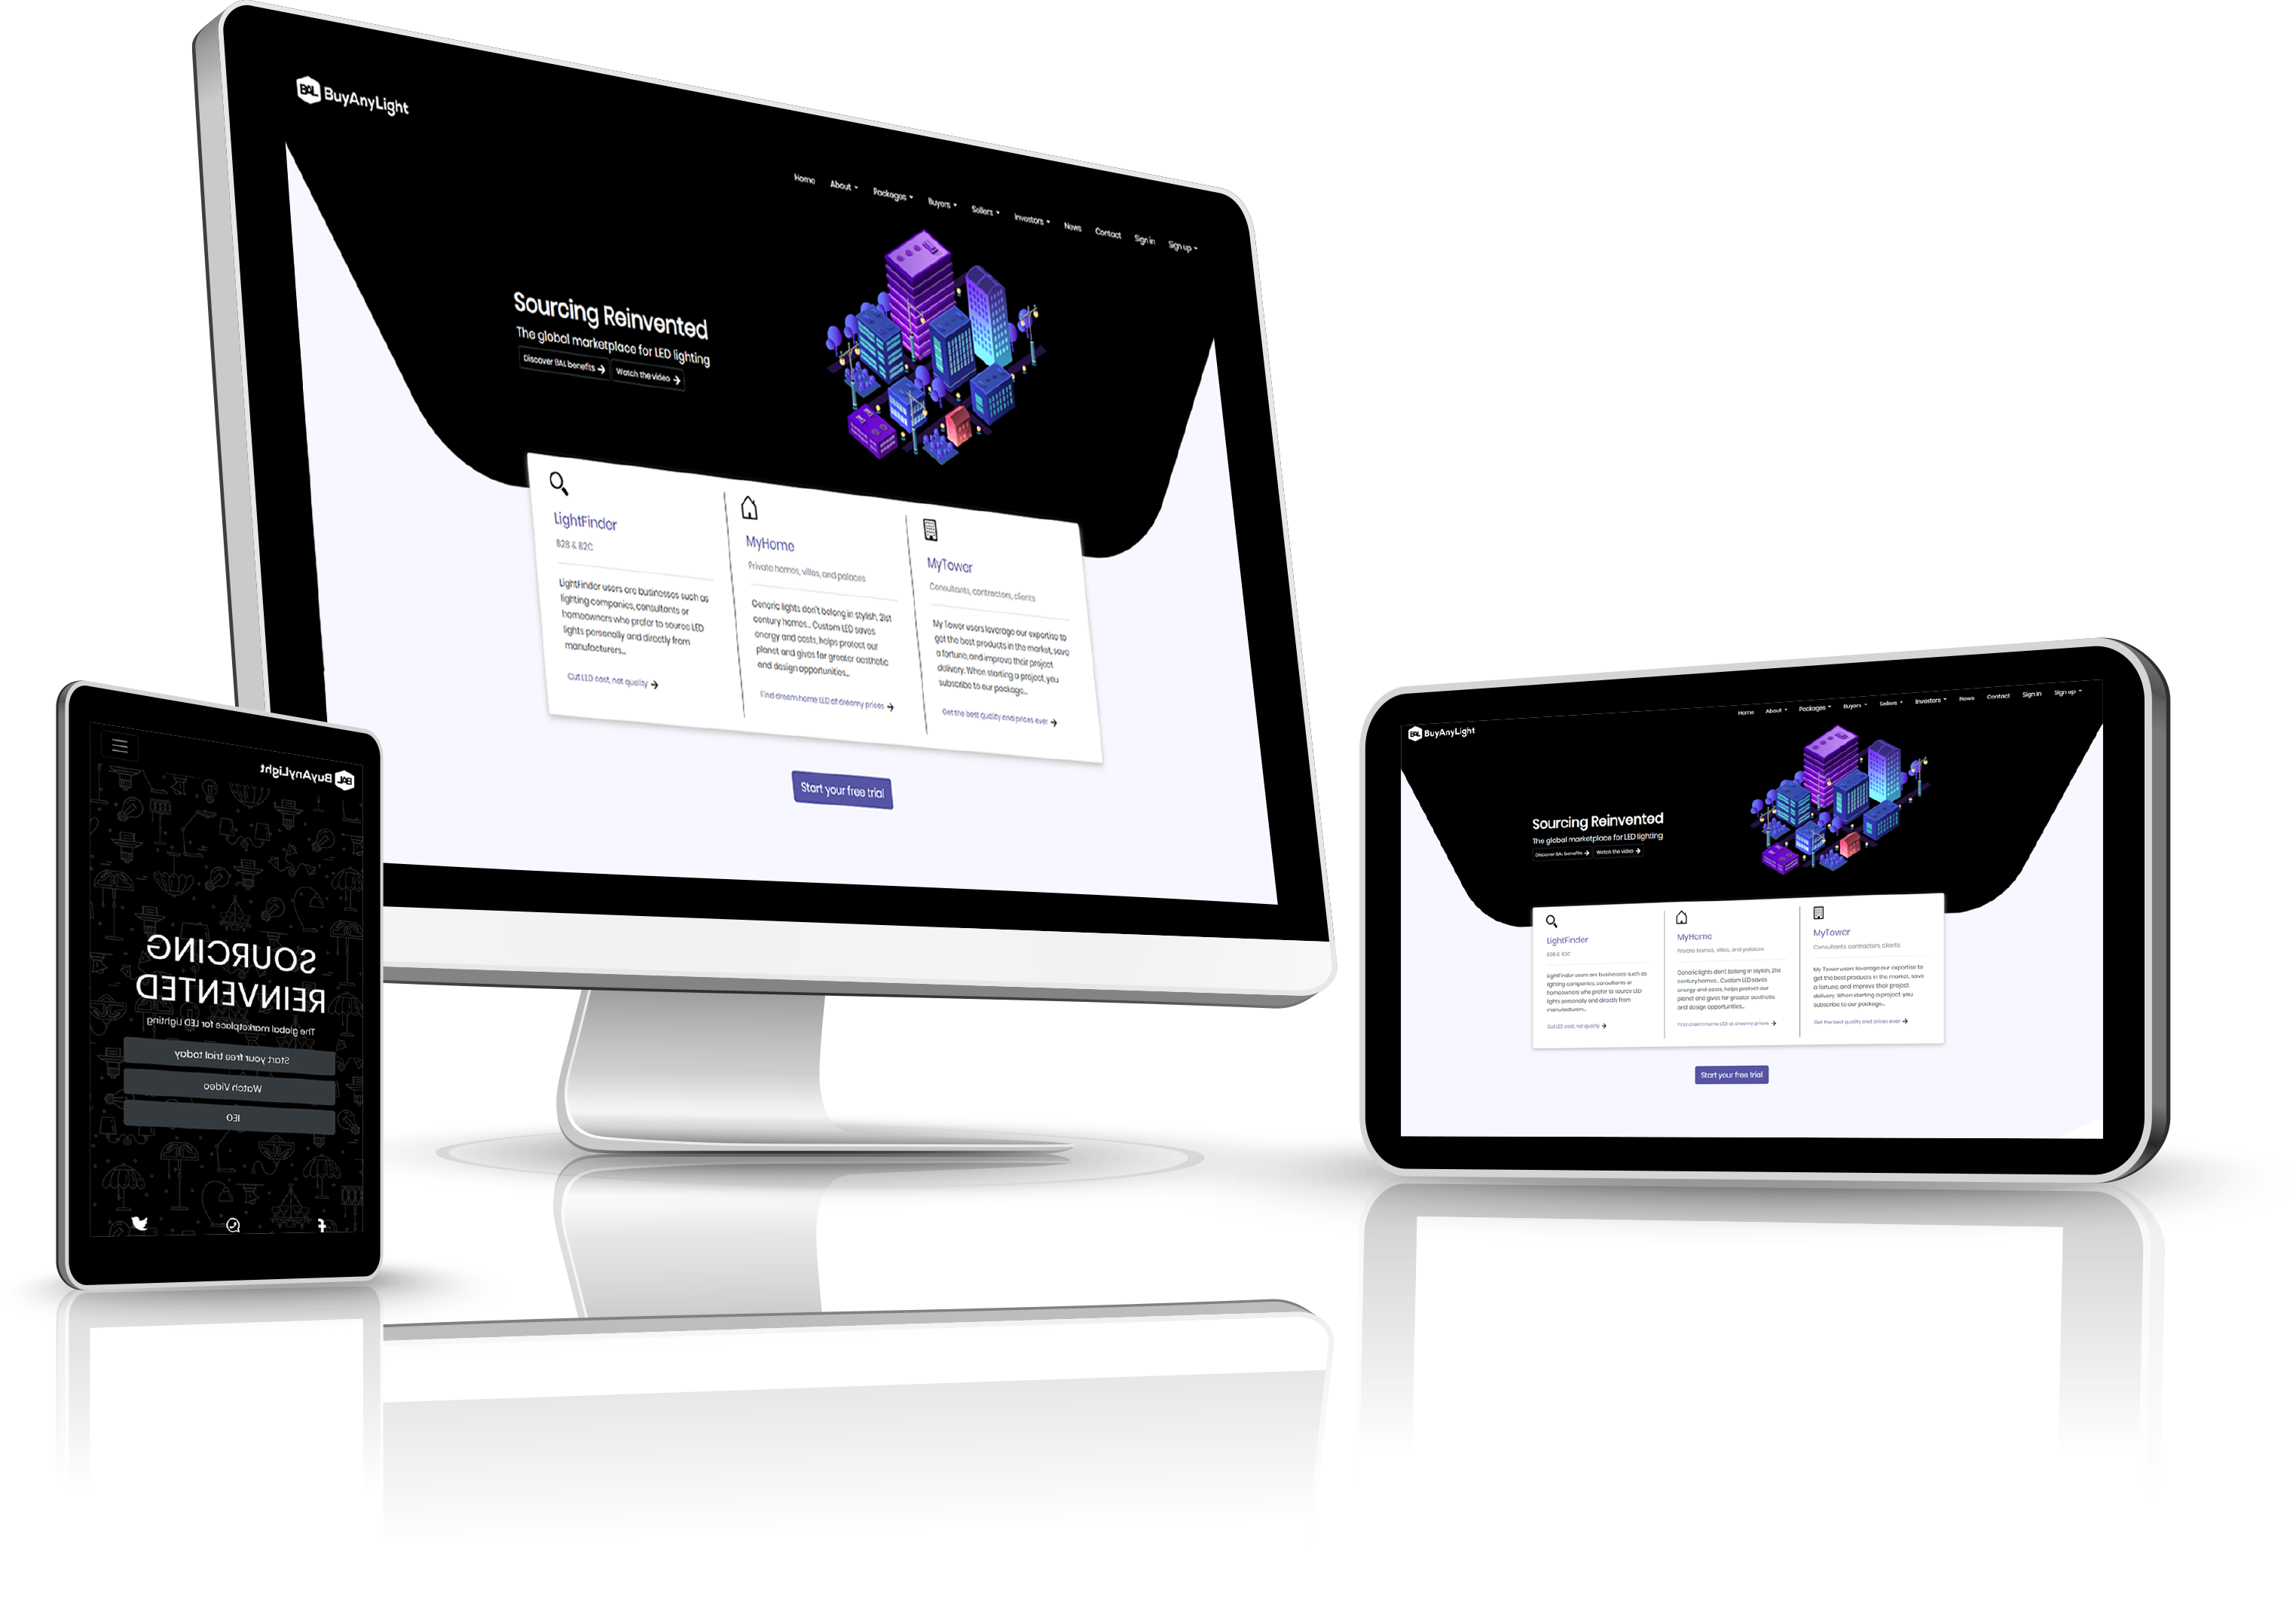 BAL BuyAnyLight
Home About Packages Buyers Sellers Investors News Contact Sign in Sign up
Sourcing Reinvented
The global marketplace for LED lighting
Discover BAL benefits → Watch the video →
LightFinder
B2B & B2C
LightFinder users are businesses such as
lighting companies, consultants or
homeowners who prefer to source LED
lights personally and directly from
manufacturers...
Cut LED cost, not quality →
MyHome
Private homes, villas, and palaces
Generic lights don't belong in stylish, 21st
century homes... Custom LED saves
energy and costs, helps protect our
planet and gives far greater aesthetic
and design opportunities...
Find dream home LED at dreamy prices →
MyTower
Consultants, contractors, clients
My Tower users leverage our expertise to
get the best products in the market, save
a fortune, and improve their project
delivery. When starting a project, you
subscribe to our package...
Get the best quality and prices ever →
Start your free trial
BAL BuyAnyLight
SOURCING
REINVENTED
The global marketplace for LED Lighting
Start your free trial today
Watch Video
IEO
BAL BuyAnyLight
Home About Packages Buyers Sellers Investors News Contact Sign in Sign up
Sourcing Reinvented
The global marketplace for LED lighting
Discover BAL benefits → Watch the video →
LightFinder
B2B & B2C
LightFinder users are businesses such as
lighting companies, consultants or
homeowners who prefer to source LED
lights personally and directly from
manufacturers...
Cut LED cost, not quality →
MyHome
Private homes, villas, and palaces
Generic lights don't belong in stylish, 21st
century homes... Custom LED saves
energy and costs, helps protect our
planet and gives far greater aesthetic
and design opportunities...
Find dream home LED at dreamy prices →
MyTower
Consultants, contractors, clients
My Tower users leverage our expertise to
get the best products in the market, save
a fortune, and improve their project
delivery. When starting a project, you
subscribe to our package...
Get the best quality and prices ever →
Start your free trial